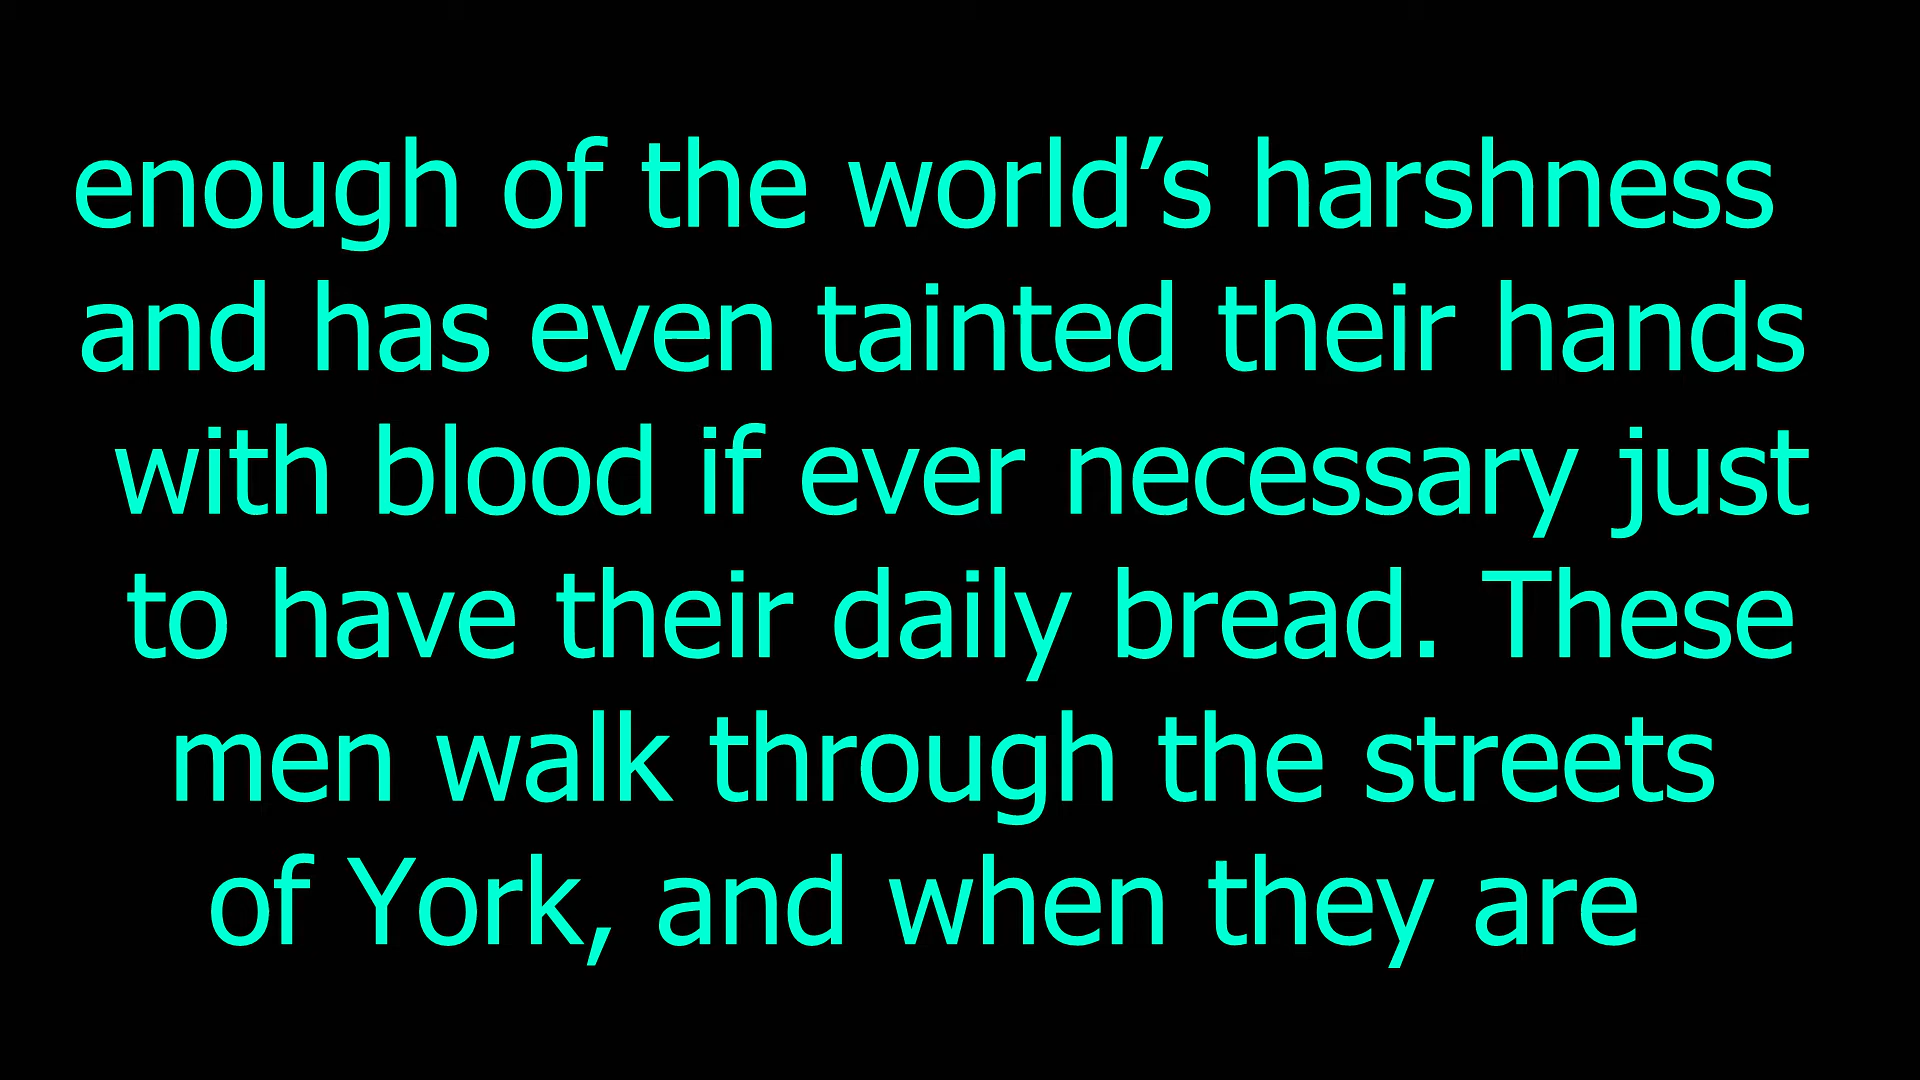 enough of the world’s harshness
and has even tainted their hands
with blood if ever necessary just
to have their daily bread. These
men walk through the streets
of York, and when they are